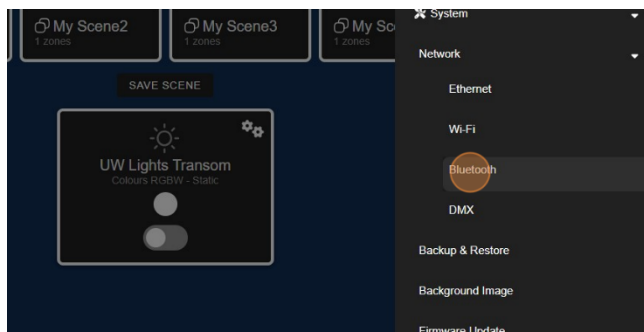 My Scene2
1 zones
My Scene3
1 zones
My Sc
1 zones
SAVE SCENE
UW Lights Transom
Colours RGBW - Static
System
Network
Ethernet
Wi-Fi
Bluetooth
DMX
Backup & Restore
Background Image
Firmware Update